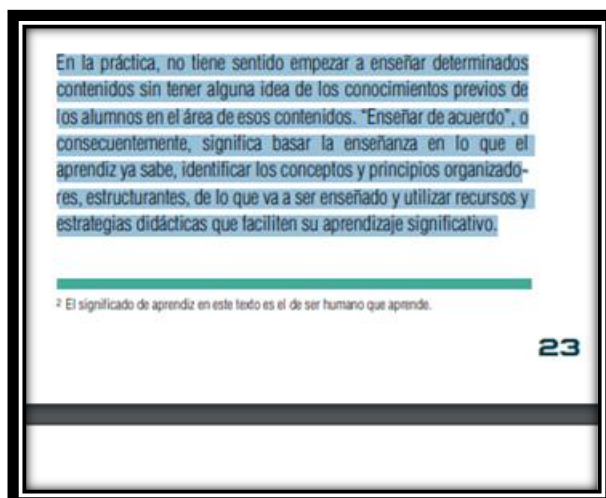 En la práctica, no tiene sentido empezar a enseñar determinados
contenidos sin tener alguna idea de los conocimientos previos de
los alumnos en el área de esos contenidos. "Enseñar de acuerdo", o
consecuentemente, significa basar la enseñanza en lo que el
aprendiz ya sabe, identificar los conceptos y principios organizado-
res, estructurantes, de lo que va a ser enseñado y utilizar recursos y
estrategias didácticas que faciliten su aprendizaje significativo.
² El significado de aprendiz en este texto es el de ser humano que aprende.
23